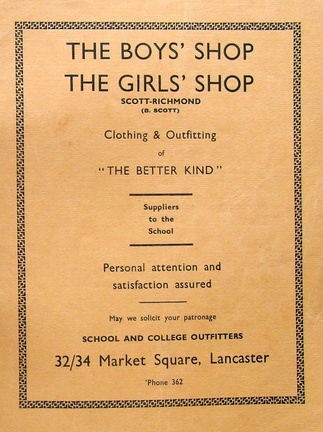 THE BOYS' SHOP
THE GIRLS' SHOP
SCOTT-RICHMOND
(B. SCOTT)
Clothing & Outfitting
of
"THE BETTER KIND"
Suppliers
to the
School
Personal attention and
satisfaction assured
May we solicit your patronage
SCHOOL AND COLLEGE OUTFITTERS
32/34 Market Square, Lancaster
'Phone 362